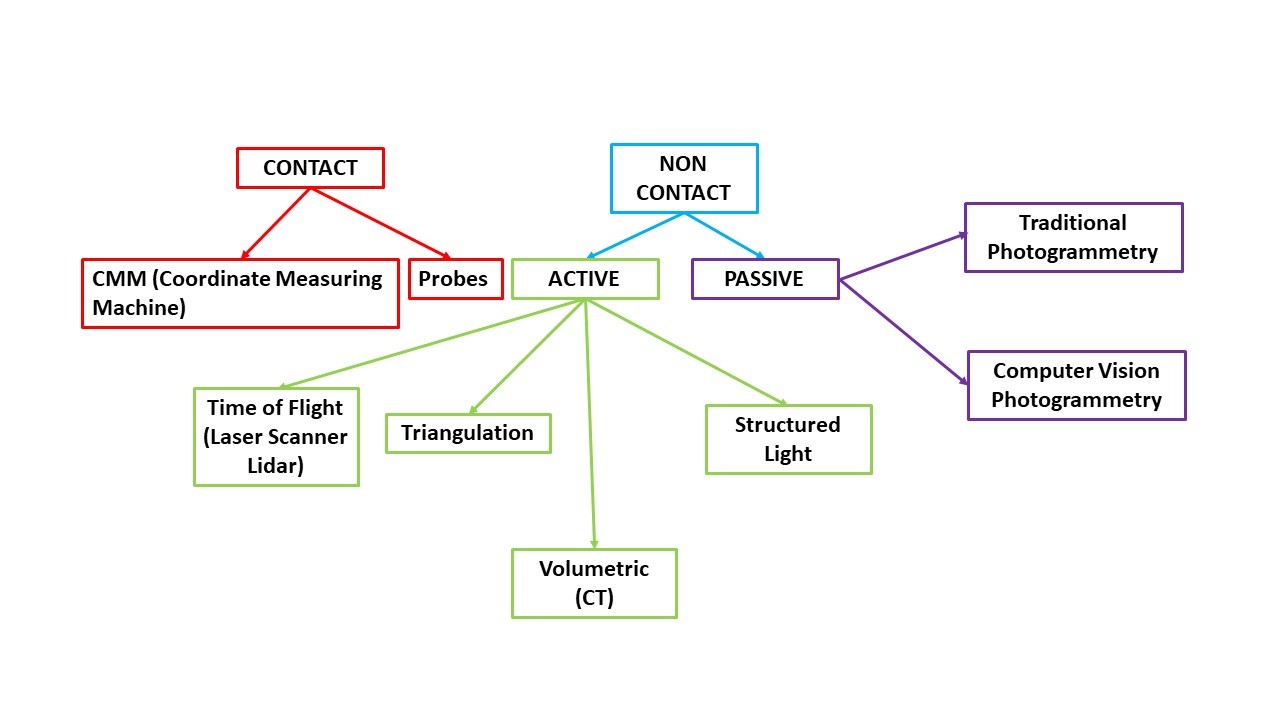 CONTACT
NON
CONTACT
CMM (Coordinate Measuring
Machine)
Probes
ACTIVE
PASSIVE
Traditional
Photogrammetry
Computer Vision
Photogrammetry
Time of Flight
(Laser Scanner
Lidar)
Triangulation
Structured
Light
Volumetric
(CT)